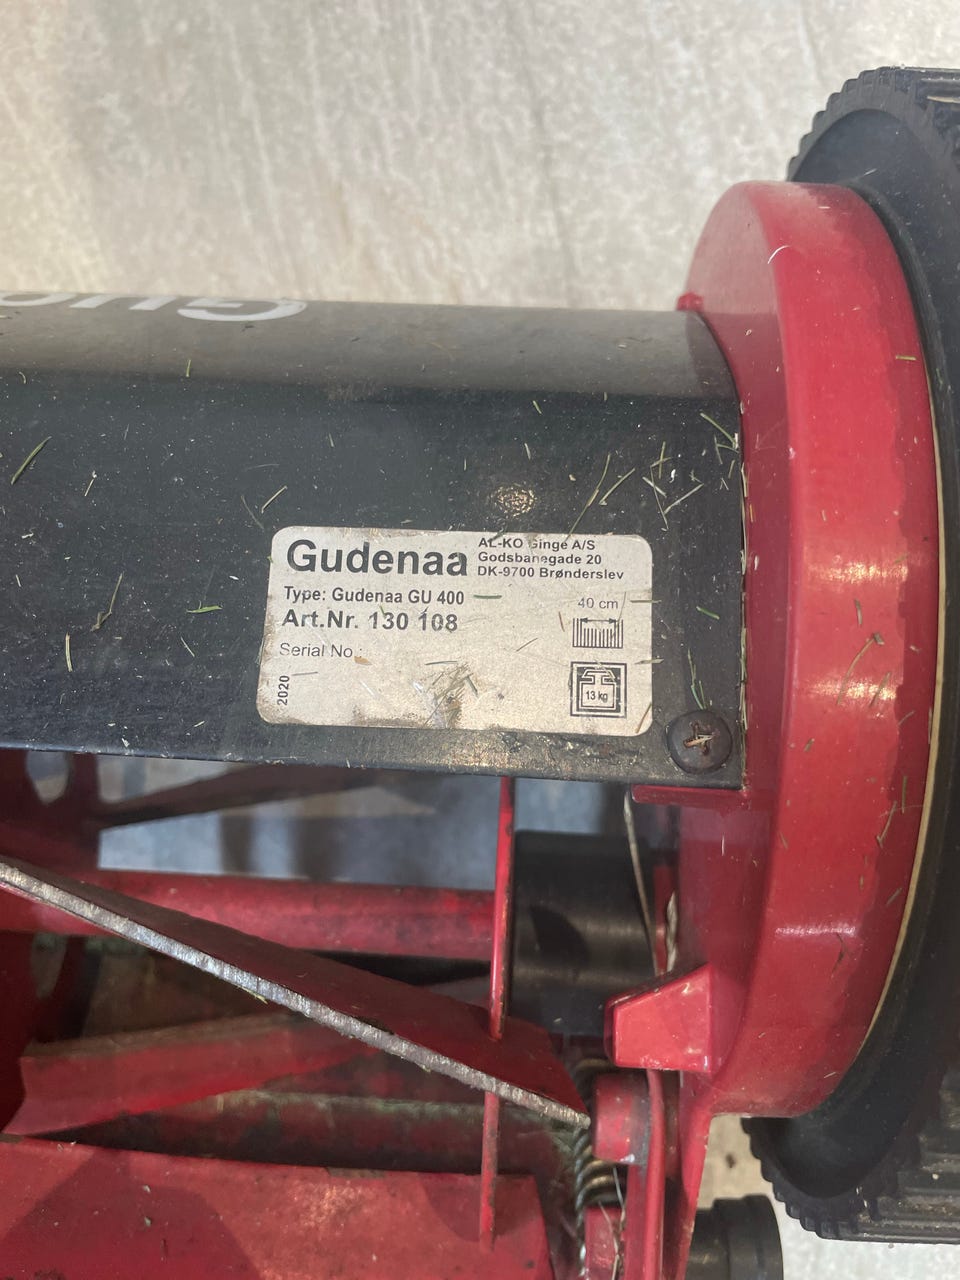 Gudenaa
AL-KO Ginge A/S
Godsbanegade 20
DK-9700 Brønderslev
Type: Gudenaa GU 400
Art.Nr. 130 108
Serial No.:
2020
40 cm
13 kg